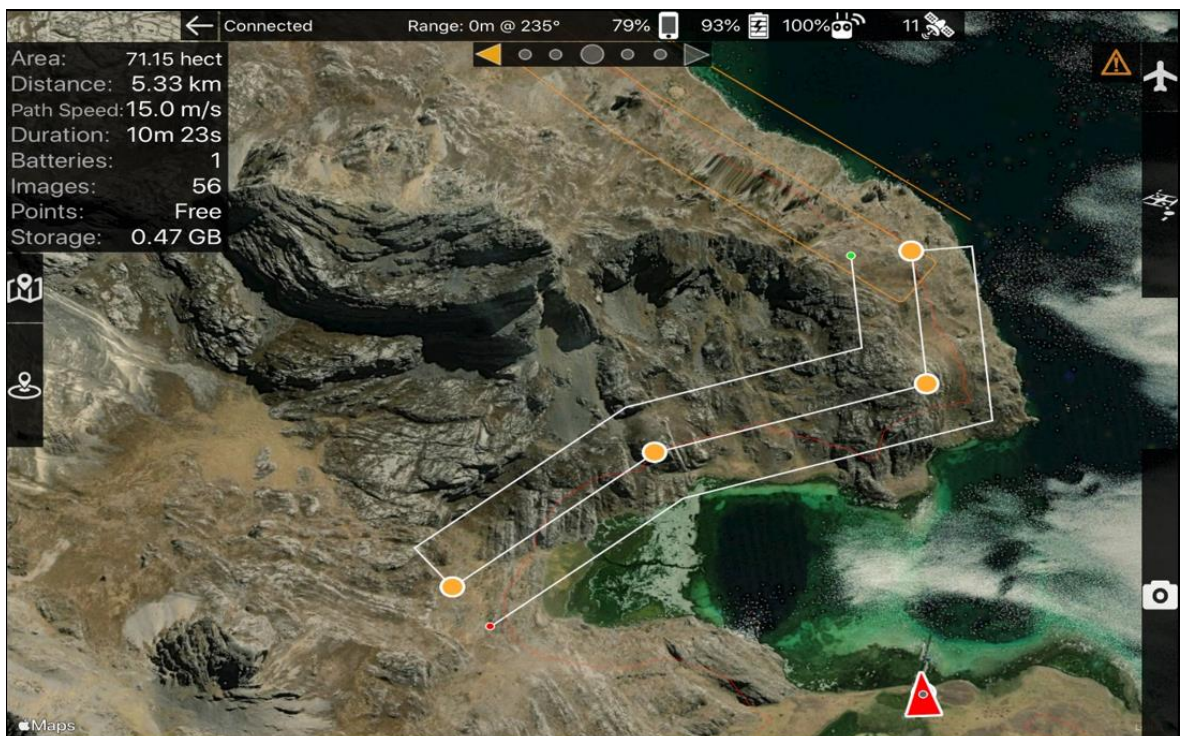 Connected Range: 0m @ 235° 79% 93% 100% 11
Area: 71.15 hect
Distance: 5.33 km
Path Speed: 15.0 m/s
Duration: 10m 23s
Batteries: 1
Images: 56
Points: Free
Storage: 0.47 GB
Maps